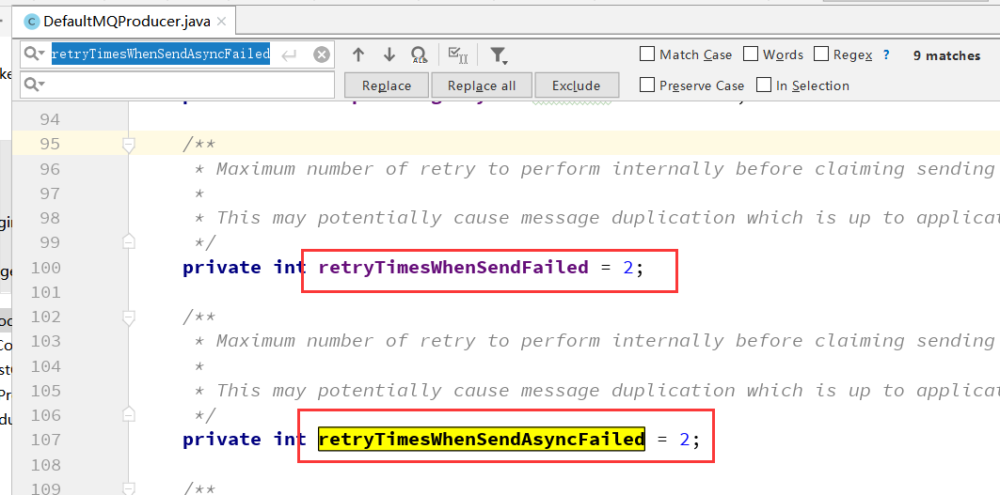 DefaultMQProducer.java
retryTimesWhenSendAsyncFailed
Match Case Words Regex ? 9 matches
Replace Replace all Exclude Preserve Case In Selection
94
95 /**
96 * Maximum number of retry to perform internally before claiming sending
97 *
98 * This may potentially cause message duplication which is up to applicat
99 */
100 private int retryTimesWhenSendFailed = 2;
101
102 /**
103 * Maximum number of retry to perform internally before claiming sending
104 *
105 * This may potentially cause message duplication which is up to applicat
106 */
107 private int retryTimesWhenSendAsyncFailed = 2;
108
109 /**